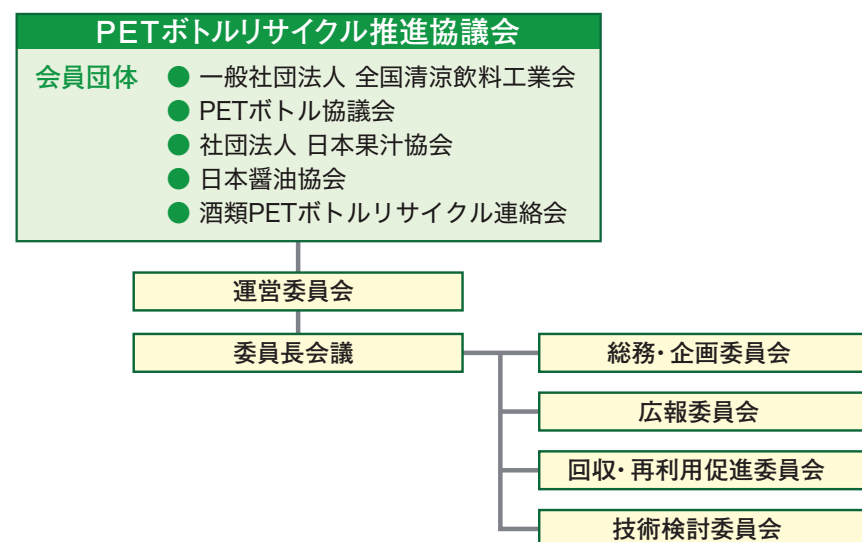 PETボトルリサイクル推進協議会
会員団体 ● 一般社団法人 全国清涼飲料工業会
● PETボトル協議会
● 社団法人 日本果汁協会
● 日本醤油協会
● 酒類PETボトルリサイクル連絡会
運営委員会
委員長会議
総務・企画委員会
広報委員会
回収・再利用促進委員会
技術検討委員会